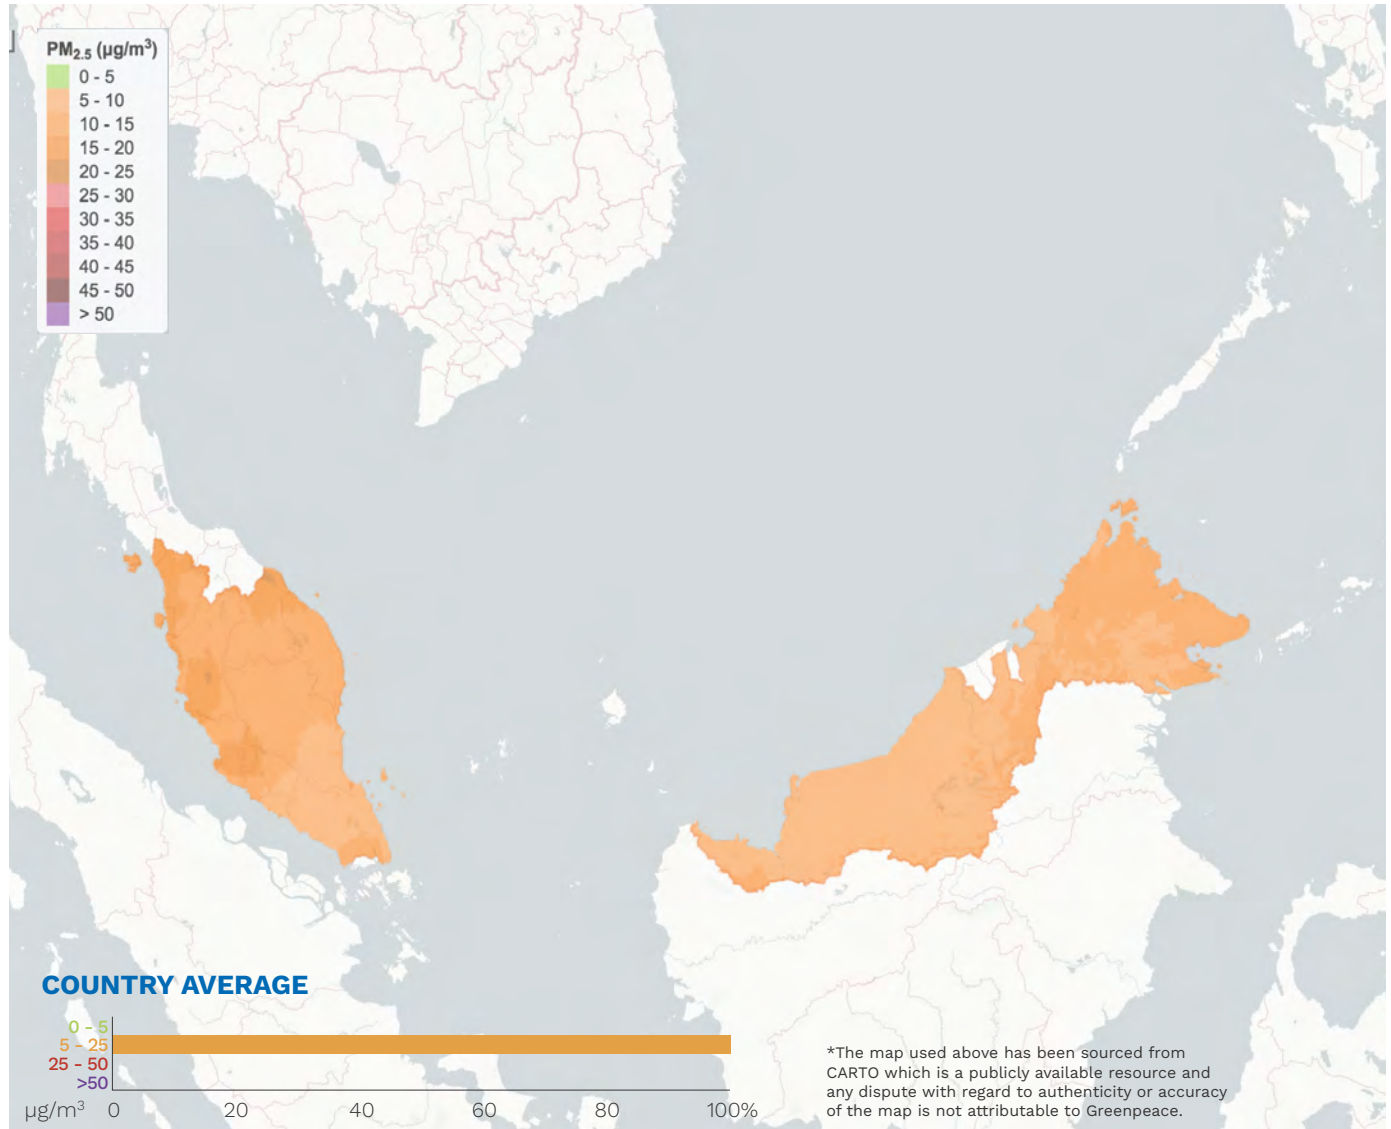 PM2.5 (µg/m³)
0 - 5
5 - 10
10 - 15
15 - 20
20 - 25
25 - 30
30 - 35
35 - 40
40 - 45
45 - 50
> 50
COUNTRY AVERAGE
0 - 5
5 - 25
25 - 50
>50
µg/m³ 0 20 40 60 80 100%
*The map used above has been sourced from
CARTO which is a publicly available resource and
any dispute with regard to authenticity or accuracy
of the map is not attributable to Greenpeace.